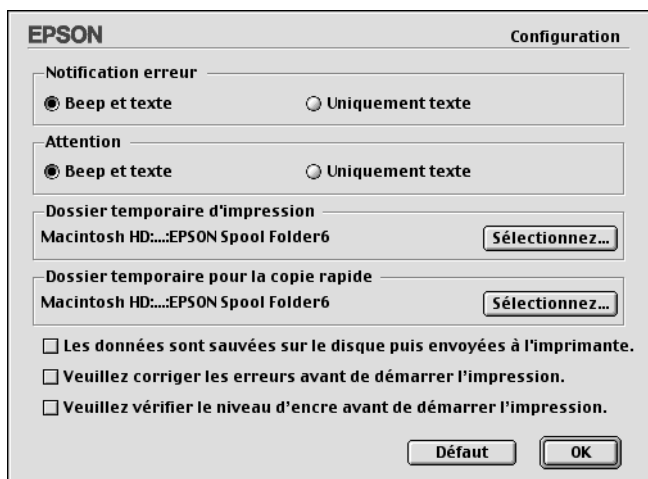 EPSON Configuration
Notification erreur
Beep et texte Uniquement texte
Attention
Beep et texte Uniquement texte
Dossier temporaire d'impression
Macintosh HD:...:EPSON Spool Folder6 Sélectionnez...
Dossier temporaire pour la copie rapide
Macintosh HD:...:EPSON Spool Folder6 Sélectionnez...
Les données sont sauvées sur le disque puis envoyées à l'imprimante.
Veuillez corriger les erreurs avant de démarrer l’impression.
Veuillez vérifier le niveau d’encre avant de démarrer l’impression.
Défaut OK